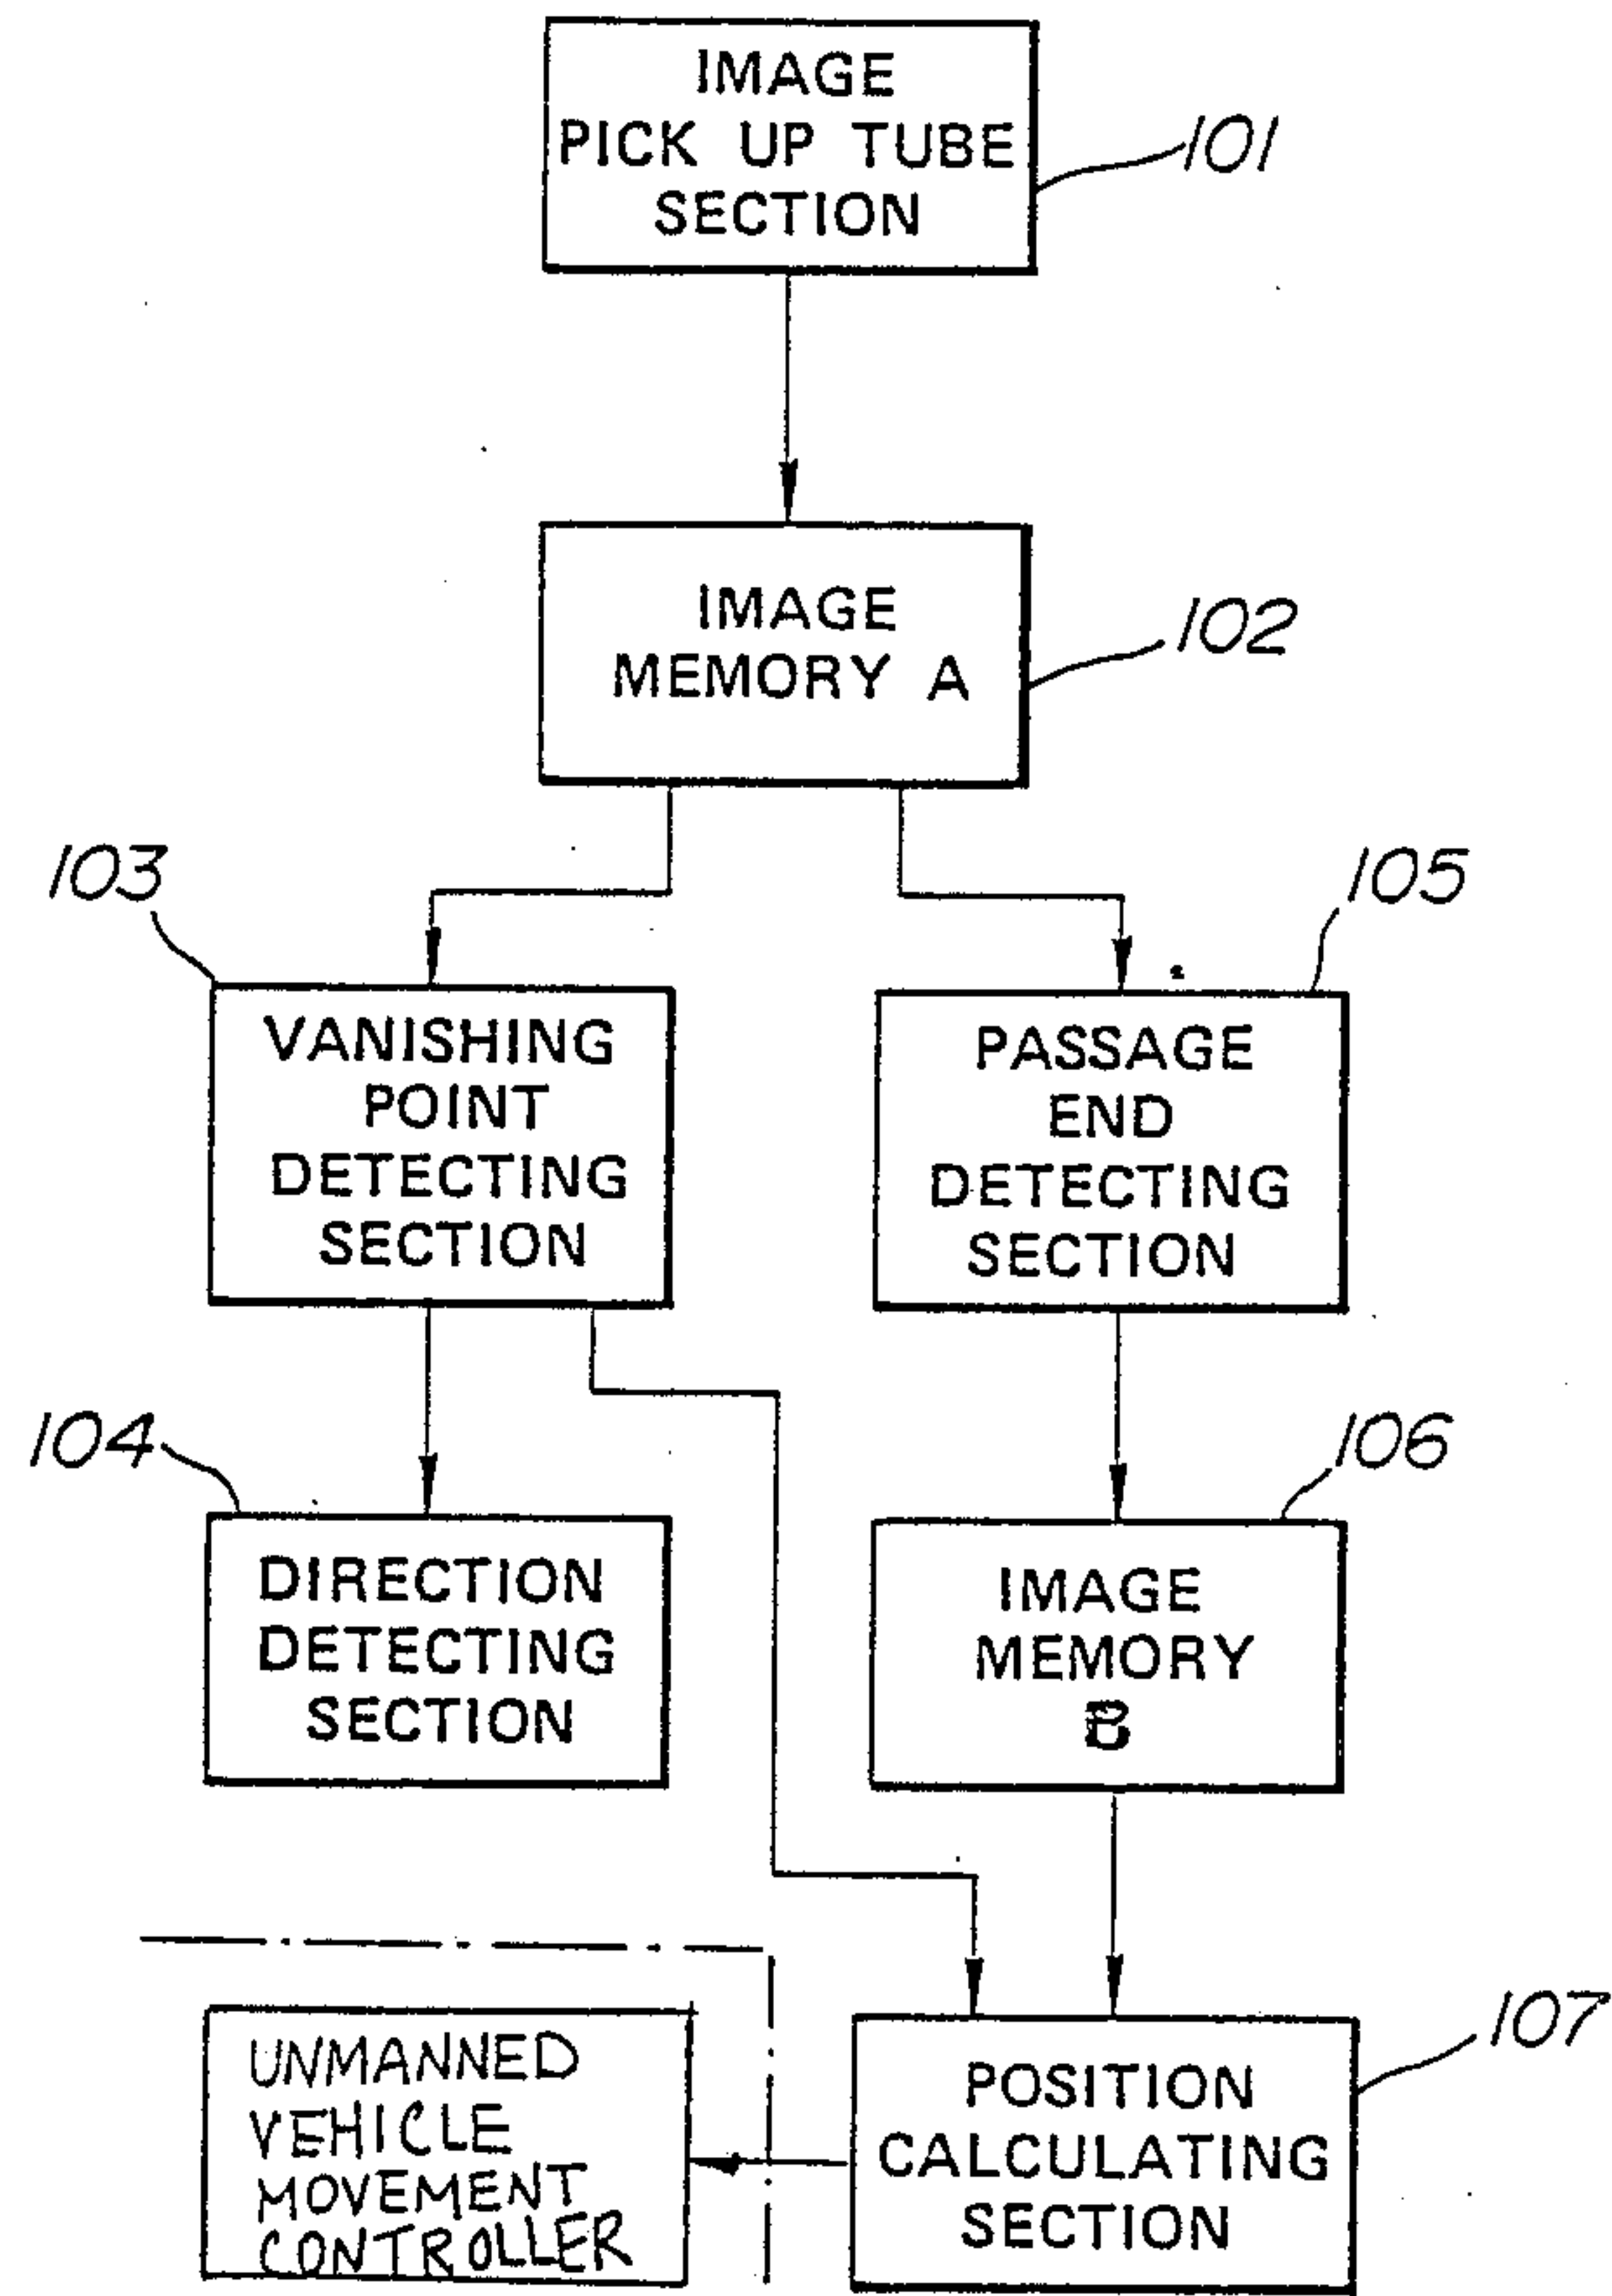 IMAGE
PICK UP TUBE
SECTION
101
IMAGE
MEMORY A
102
103
VANISHING
POINT
DETECTING
SECTION
105
PASSAGE
END
DETECTING
SECTION
104
DIRECTION
DETECTING
SECTION
106
IMAGE
MEMORY
B
UNMANNED
VEHICLE
MOVEMENT
CONTROLLER
107
POSITION
CALCULATING
SECTION